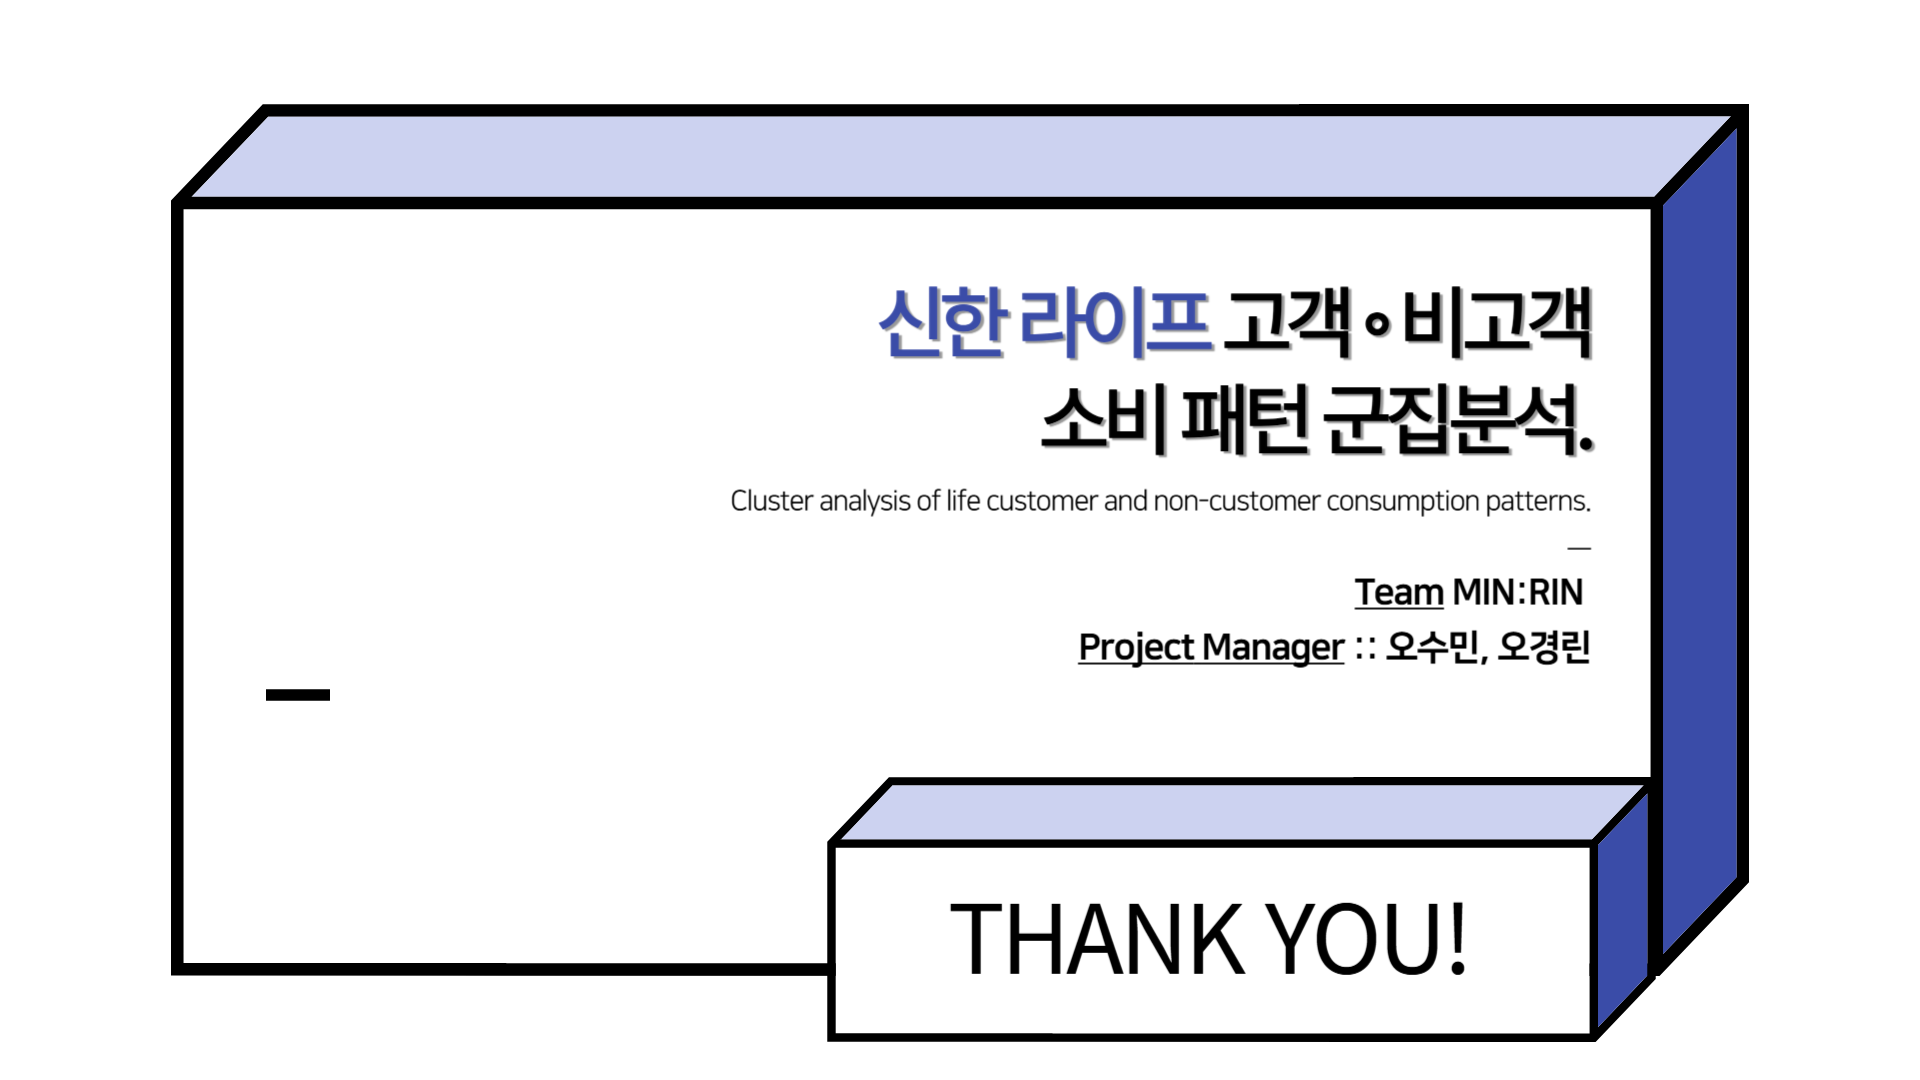 신한 라이프 고객∘비고객
소비 패턴 군집분석.
Cluster analysis of life customer and non-customer consumption patterns.
—
Team MIN:RIN
Project Manager :: 오수민, 오경린
THANK YOU!